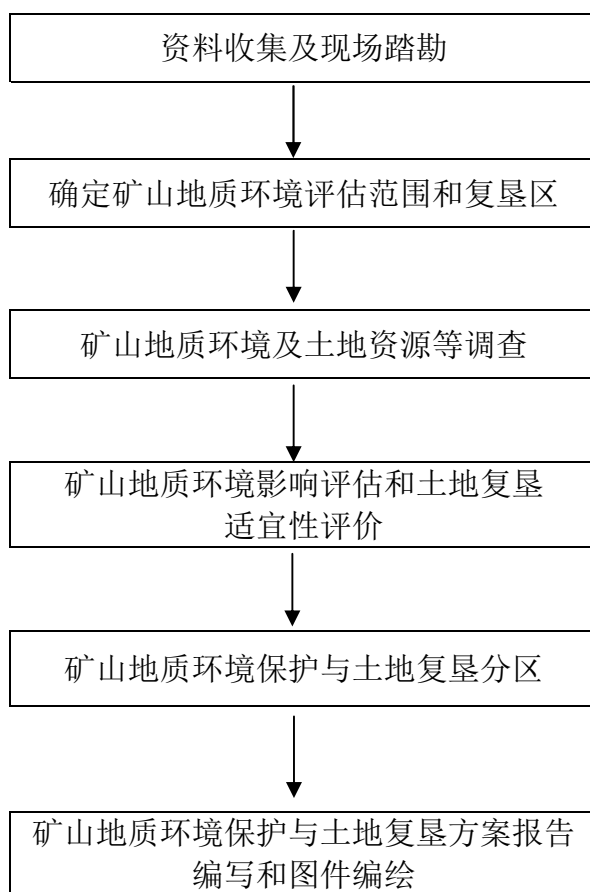 资料收集及现场踏勘
确定矿山地质环境评估范围和复垦区
矿山地质环境及土地资源等调查
矿山地质环境影响评估和土地复垦
适宜性评价
矿山地质环境保护与土地复垦分区
矿山地质环境保护与土地复垦方案报告
编写和图件编绘